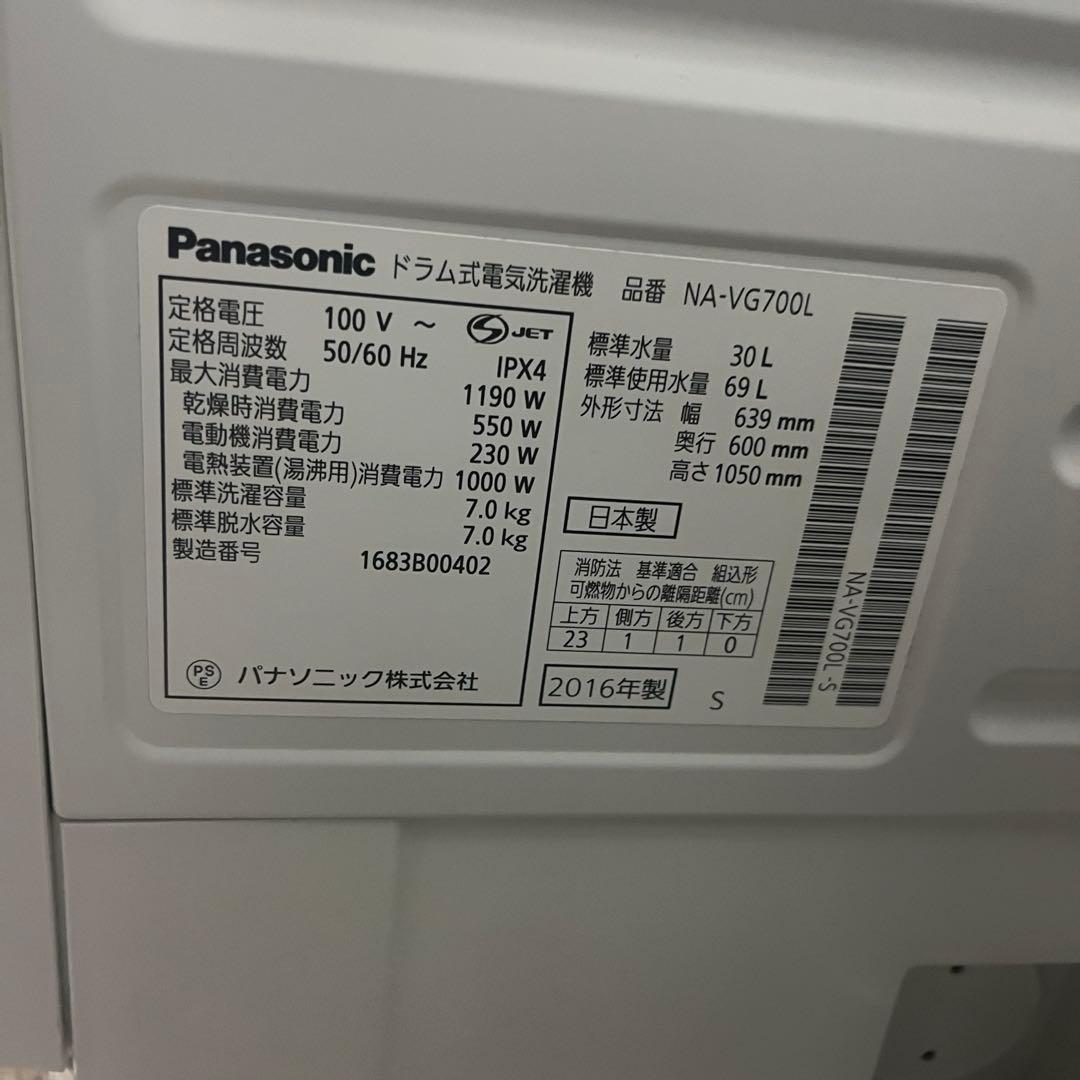 Panasonic ドラム式電気洗濯機 品番 NA-VG700L
定格電圧 100 V ～ S JET
定格周波数 50/60 Hz IPX4
最大消費電力 1190 W
乾燥時消費電力 550 W
電動機消費電力 230 W
電熱装置(湯沸用)消費電力 1000 W
標準洗濯容量 7.0 kg
標準脱水容量 7.0 kg
製造番号 1683B00402
PSE パナソニック株式会社
標準水量 30 L
標準使用水量 69 L
外形寸法 幅 639 mm
奥行 600 mm
高さ 1050 mm
日本製
消防法 基準適合 組込形
可燃物からの離隔距離(cm)
上方 側方 後方 下方
23 1 1 0
2016年製 S
NA-VG700L-S